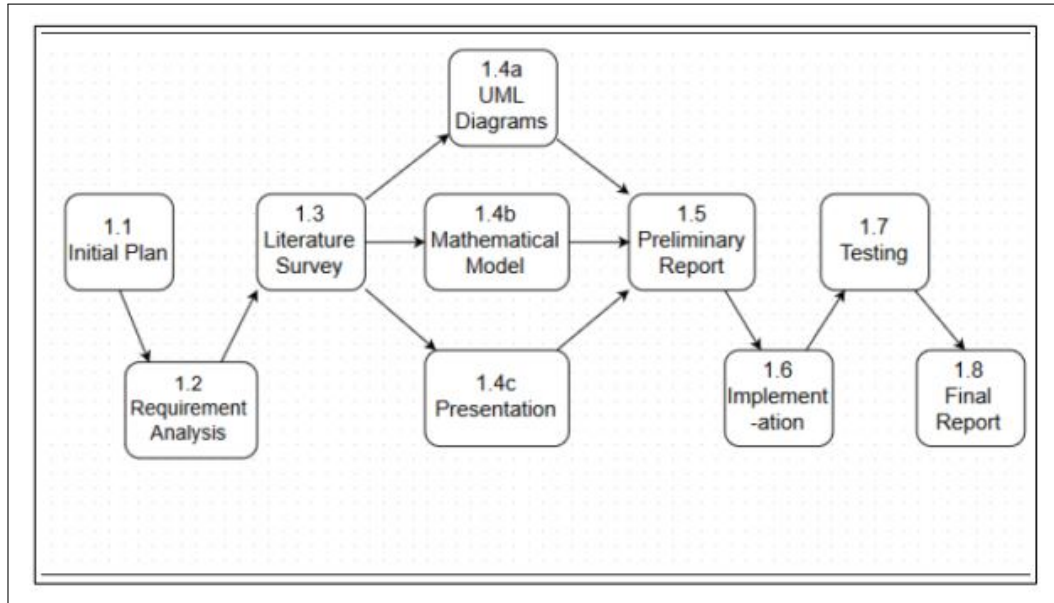 1.4a
UML
Diagrams
1.1
Initial Plan
1.3
Literature
Survey
1.4b
Mathematical
Model
1.5
Preliminary
Report
1.7
Testing
1.2
Requirement
Analysis
1.4c
Presentation
1.6
Implement
-ation
1.8
Final
Report